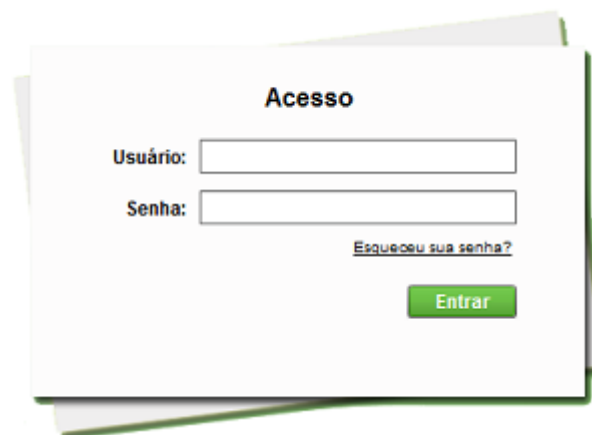 Acesso
Usuário:
Senha:
Esqueceu sua senha?
Entrar